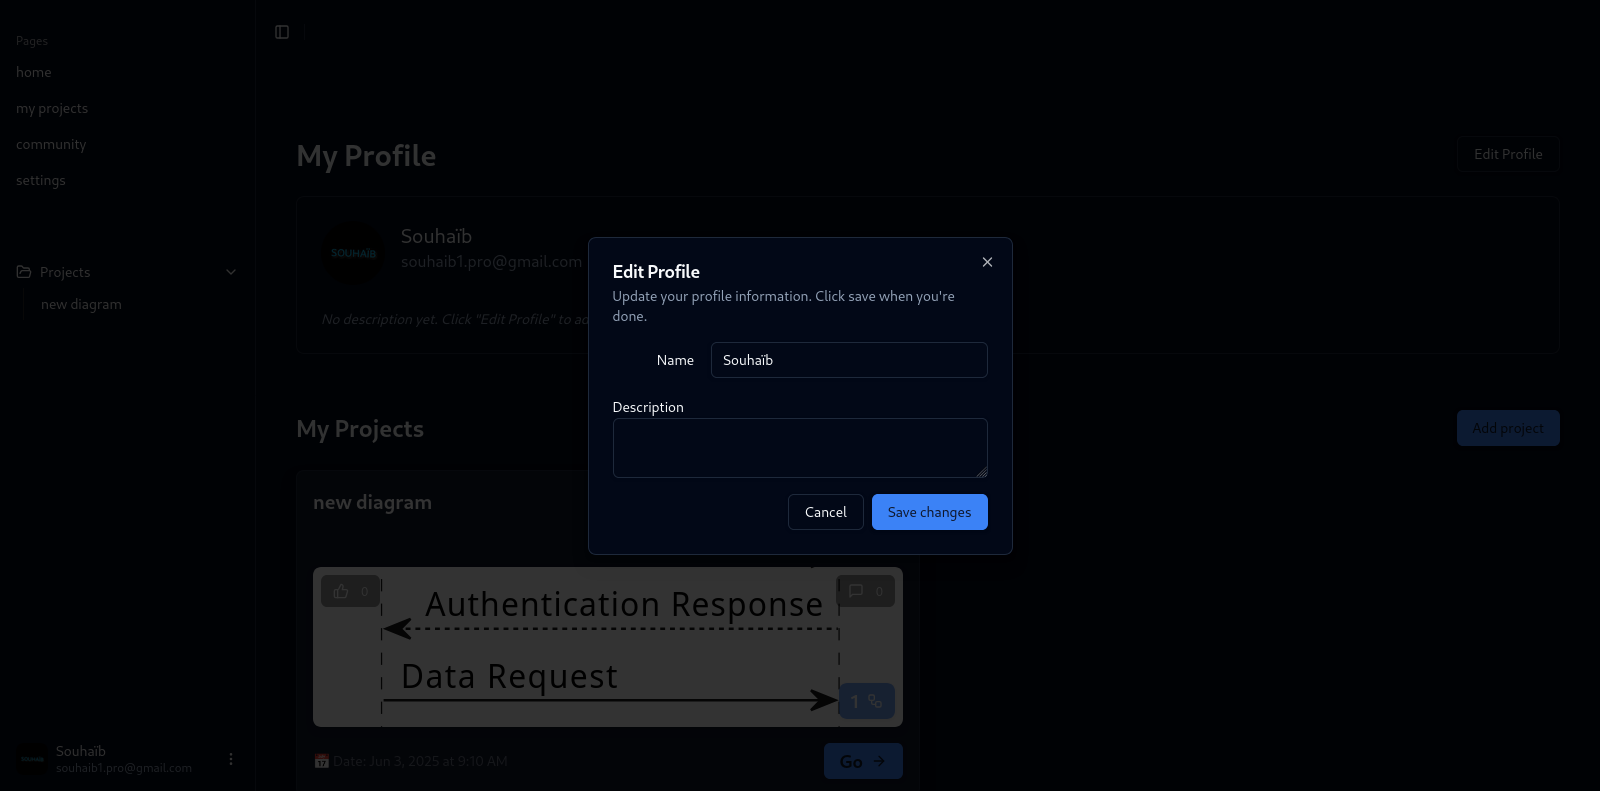 Pages
home
my projects
community
settings
Projects
new diagram
Souhaïb
souhaib1.pro@gmail.com
My Profile
Edit Profile
SOUHAÏB
Souhaïb
souhaib1.pro@gmail.com
No description yet. Click "Edit Profile" to ad
Edit Profile
Update your profile information. Click save when you're
done.
Name
Souhaïb
Description
Cancel
Save changes
My Projects
Add project
new diagram
0
0
Authentication Response
Data Request
1
Date: Jun 3, 2025 at 9:10 AM
Go